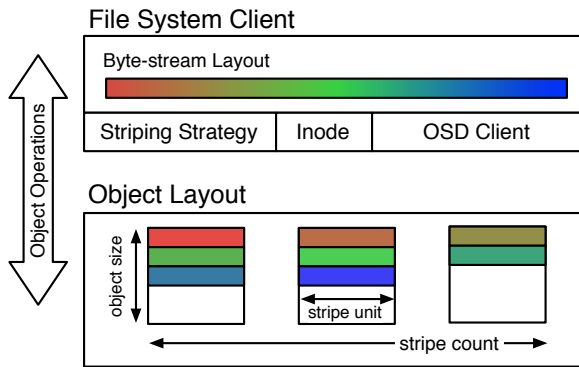 File System Client
Byte-stream Layout
Striping Strategy
Inode
OSD Client
Object Operations
Object Layout
object size
stripe unit
stripe count